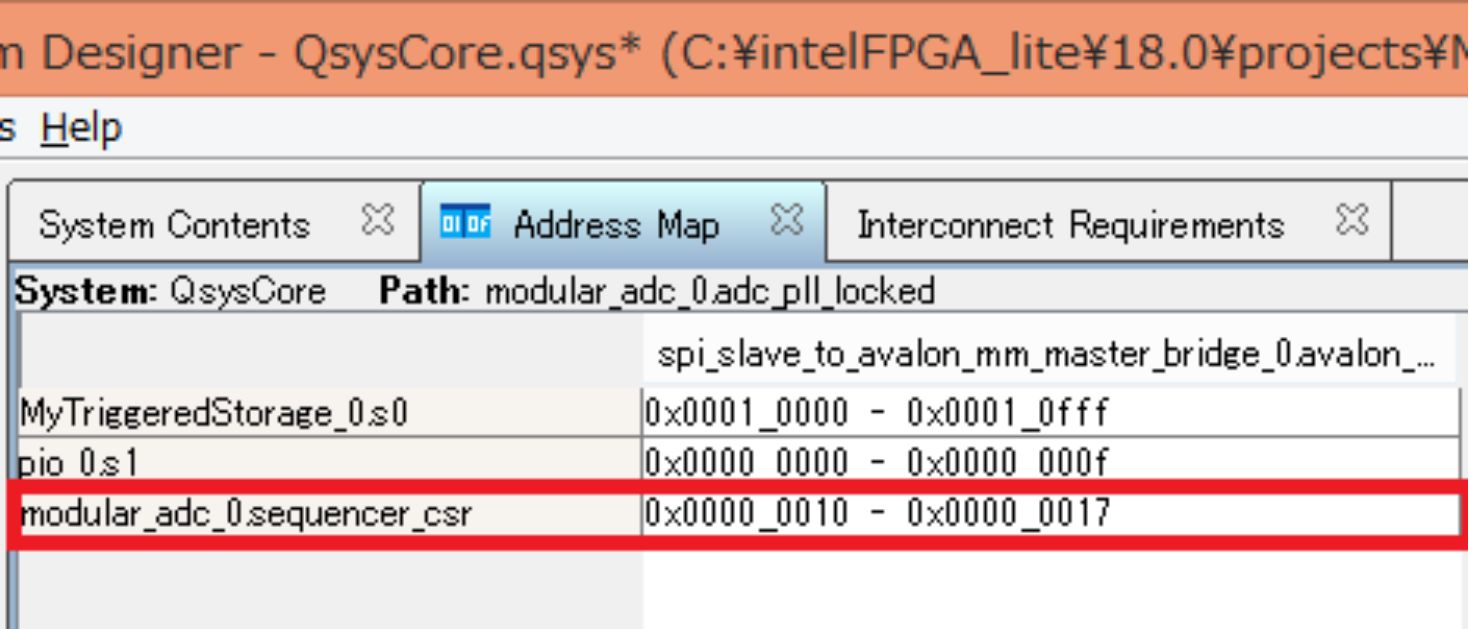 m Designer - QsysCore.qsys* (C:¥intelFPGA_lite¥18.0¥projects¥M
s Help
System Contents Address Map Interconnect Requirements
System: QsysCore Path: modular_adc_0.adc_pll_locked
spi_slave_to_avalon_mm_master_bridge_0.avalon_...
MyTriggeredStorage_0.s0 0x0001_0000 - 0x0001_0fff
pio_0.s1 0x0000_0000 - 0x0000_000f
modular_adc_0.sequencer_csr 0x0000_0010 - 0x0000_0017